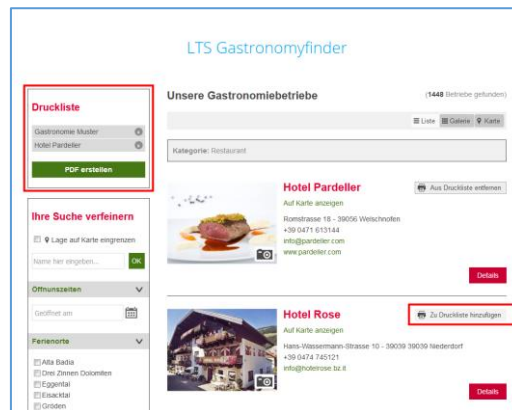 LTS Gastronomyfinder
Druckliste
Gastronomie Muster
Hotel Pardeller
PDF erstellen
Ihre Suche verfeinern
Lage auf Karte eingrenzen
Name hier eingeben...
OK
Öffnunszeiten
Geöffnet am
Ferienorte
Alta Badia
Drei Zinnen Dolomiten
Eggental
Eisacktal
Gröden
Unsere Gastronomiebetriebe
(1448 Betriebe gefunden)
Liste Galerie Karte
Kategorie: Restaurant
Hotel Pardeller
Aus Druckliste entfernen
Auf Karte anzeigen
Romstrasse 18 - 39056 Welschnofen
+39 0471 613144
info@pardeller.com
www.pardeller.com
Details
Hotel Rose
Zu Druckliste hinzufügen
Auf Karte anzeigen
Hans-Wassermann-Strasse 10 - 39039 39039 Niederdorf
+39 0474 745121
info@hotelrose.bz.it
Details